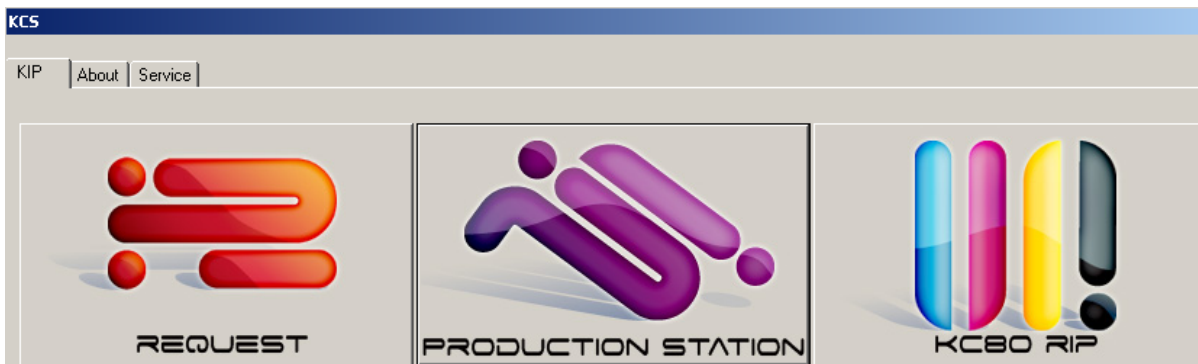 KCS
KIP About Service
REQUEST PRODUCTION STATION KC80 RIP